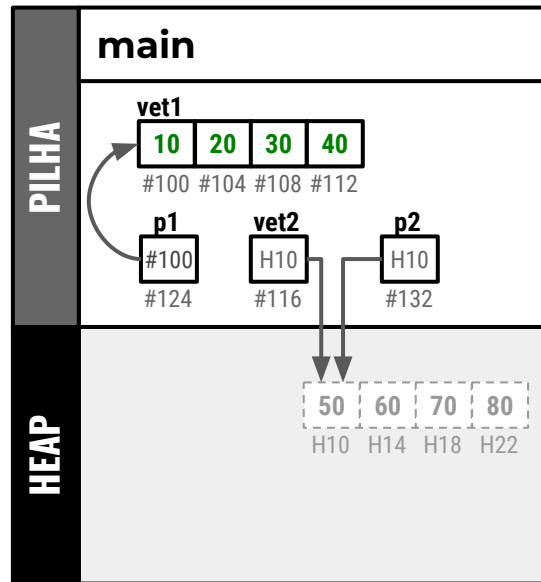 main
PILHA
vet1
10 20 30 40
#100 #104 #108 #112
p1 vet2 p2
#100 H10 H10
#124 #116 #132
HEAP
50 60 70 80
H10 H14 H18 H22